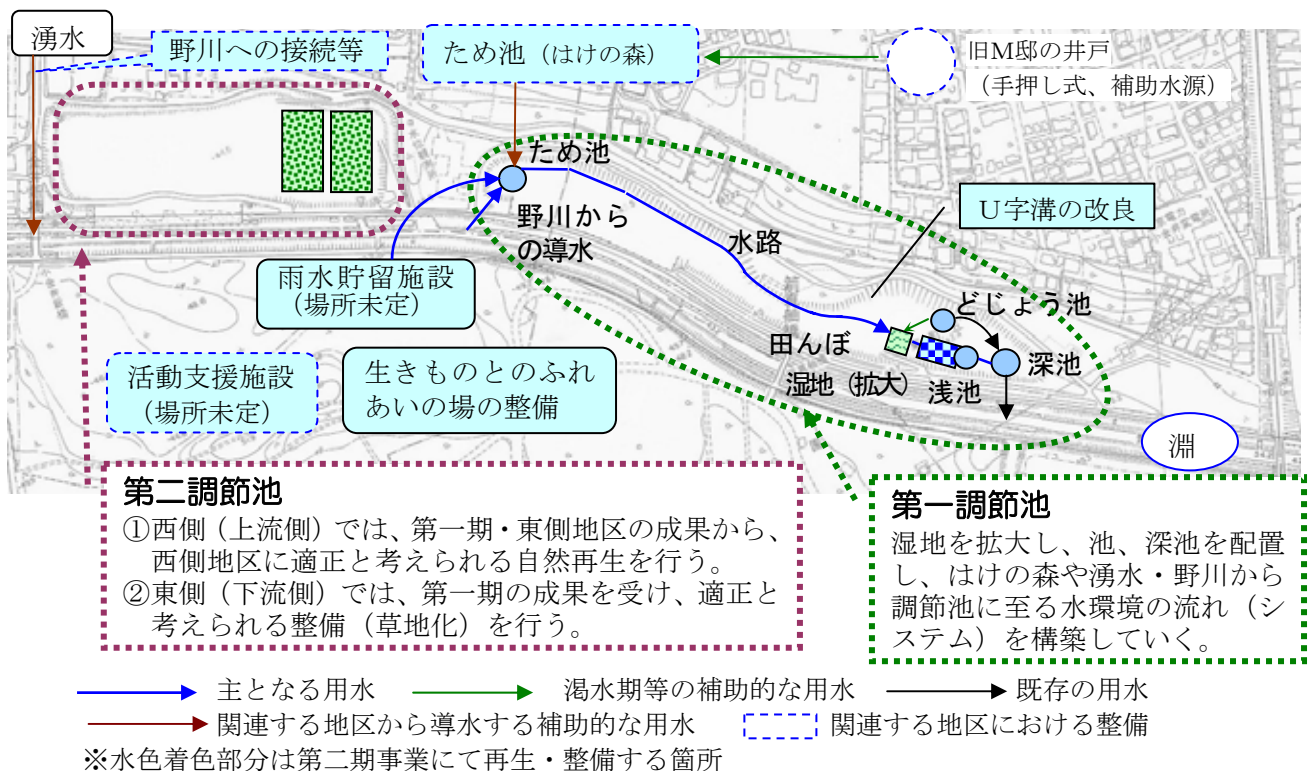 湧水
野川への接続等
ため池（はけの森）
旧M邸の井戸
（手押し式、補助水源）
ため池
野川から
の導水
水路
U字溝の改良
雨水貯留施設
（場所未定）
どじょう池
田んぼ
湿地（拡大）
浅池
深池
活動支援施設
（場所未定）
生きものとのふれ
あいの場の整備
淵
第二調節池
①西側（上流側）では、第一期・東側地区の成果から、
西側地区に適正と考えられる自然再生を行う。
②東側（下流側）では、第一期の成果を受け、適正と
考えられる整備（草地化）を行う。
第一調節池
湿地を拡大し、池、深池を配置
し、はけの森や湧水・野川から
調節池に至る水環境の流れ（シ
ステム）を構築していく。
主となる用水
渇水期等の補助的な用水
既存の用水
関連する地区から導水する補助的な用水
関連する地区における整備
※水色着色部分は第二期事業にて再生・整備する箇所